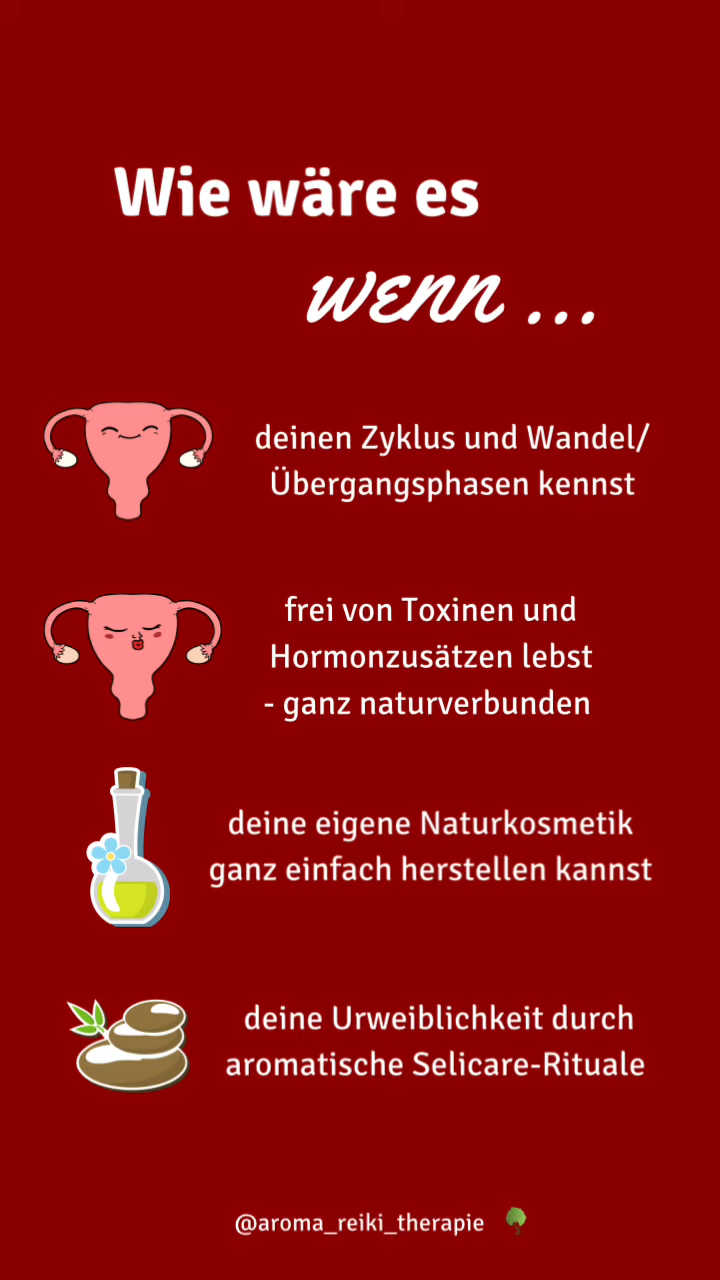 Wie wäre es
wenn ...
deinen Zyklus und Wandel/
Übergangsphasen kennst
frei von Toxinen und
Hormonzusätzen lebst
- ganz naturverbunden
deine eigene Naturkosmetik
ganz einfach herstellen kannst
deine Urweiblichkeit durch
aromatische Selicare-Rituale
@aroma_reiki_therapie